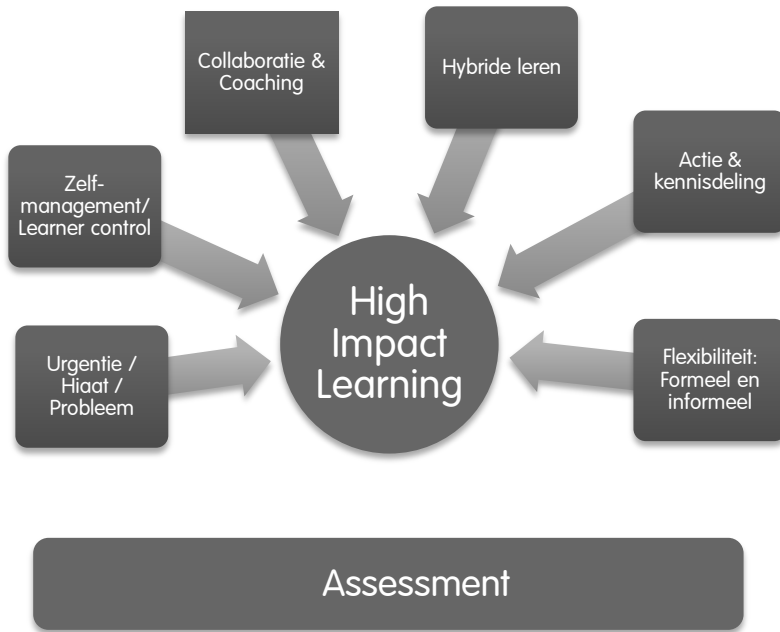 Collaboratie &
Coaching
Hybride leren
Zelf-
management/
Learner control
Actie &
kennisdeling
High
Impact
Learning
Urgentie /
Hiaat /
Probleem
Flexibiliteit:
Formeel en
informeel
Assessment